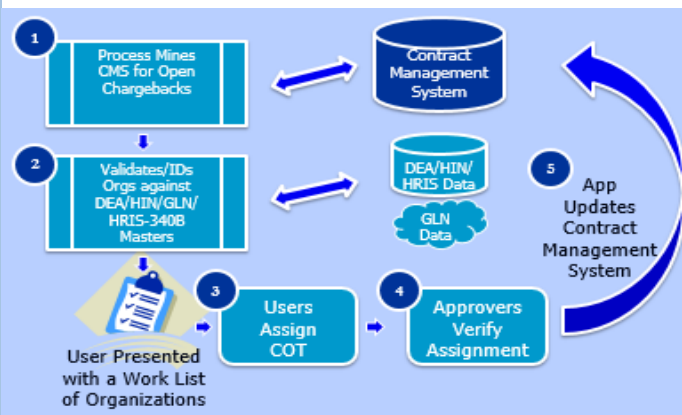 1
Process Mines
CMS for Open
Chargebacks
Contract
Management
System
2
Validates/IDs
Orgs against
DEA/HIN/GLN/
HRIS-340B
Masters
DEA/HIN/
HRIS Data
GLN
Data
User Presented
with a Work List
of Organizations
3
Users
Assign
COT
4
Approvers
Verify
Assignment
5
App
Updates
Contract
Management
System